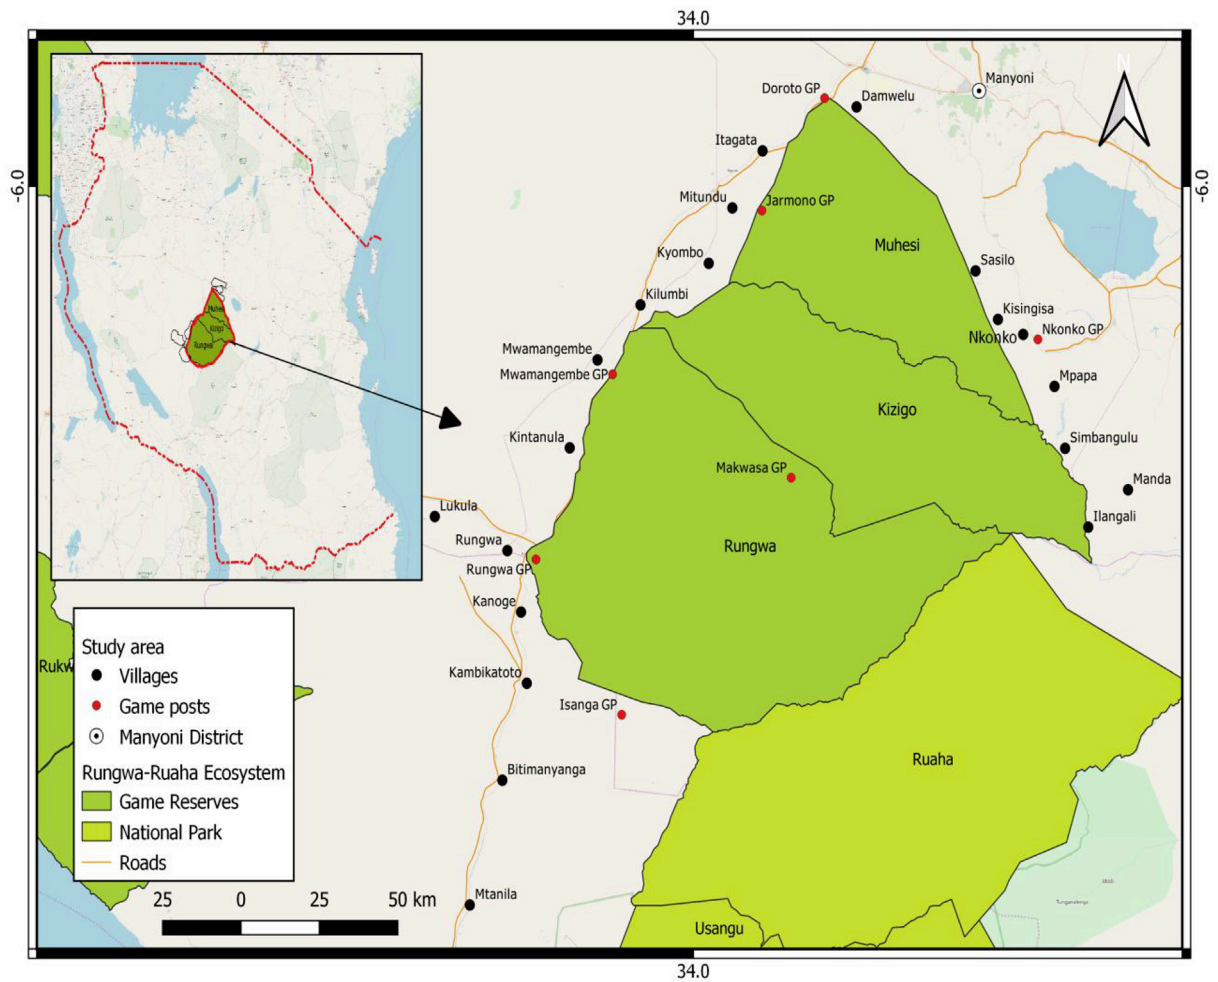 34.0
N
Manyoni
Doroto GP
Damwelu
Itagata
-6.0
-6.0
Mitundu
Jarmono GP
Muhesi
Kyombo
Sasilo
Kilumbi
Kisingisa
Nkonko
Nkonko GP
Muhesi
Kizigo
Rungwa
Mwamangembe
Mwamangembe GP
Mpapa
Kizigo
Kintanula
Simbangulu
Makwasa GP
Manda
Lukula
Ilangali
Rungwa
Rungwa
Rungwa GP
Kanoge
Rukw
Kambikatoto
Isanga GP
Ruaha
Bitimanyanga
Mtanila
Usangu
Study area
Villages
Game posts
Manyoni District
Rungwa-Ruaha Ecosystem
Game Reserves
National Park
Roads
25 0 25 50 km
34.0